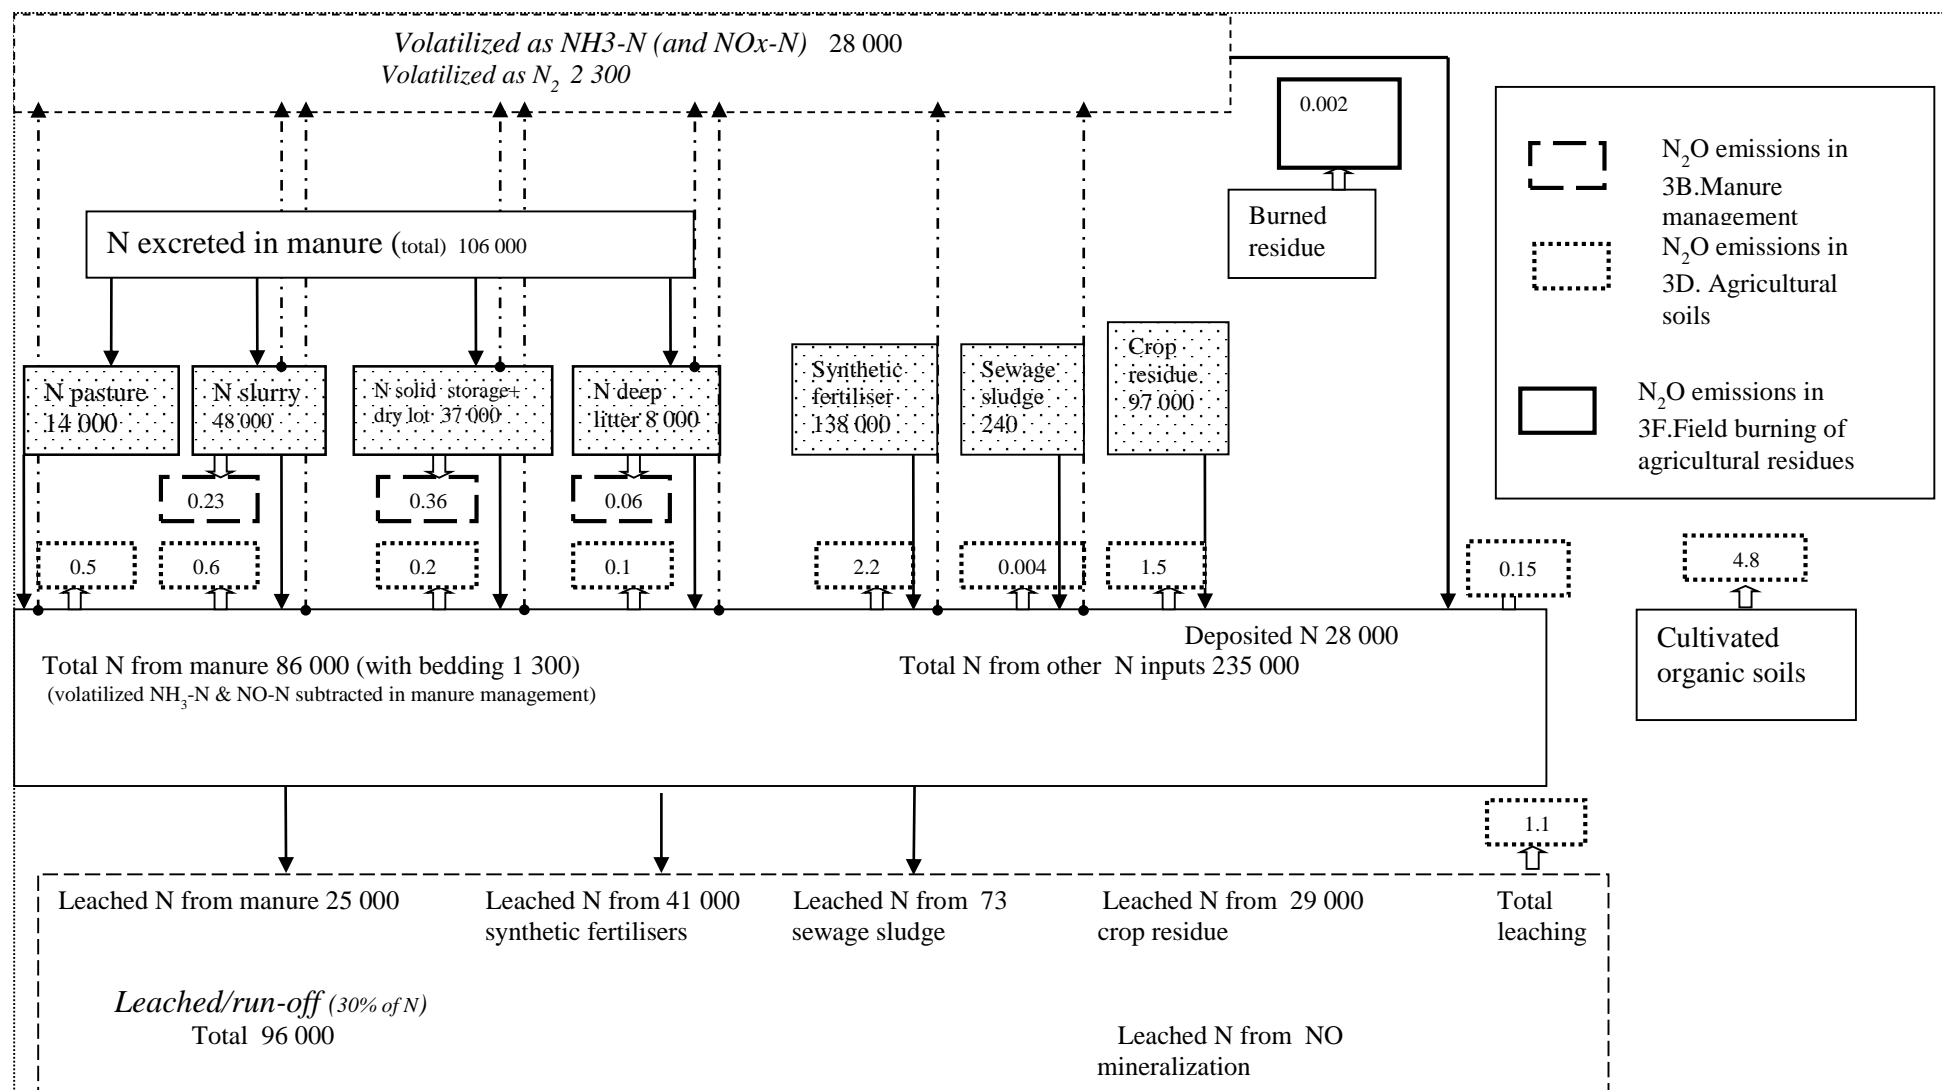 Volatilized as NH3-N (and NOx-N) 28 000
Volatilized as N2 2 300
0.002
N2O emissions in
3B.Manure
management
N2O emissions in
3D. Agricultural
soils
N2O emissions in
3F.Field burning of
agricultural residues
Burned
residue
N excreted in manure (total) 106 000
N pasture
14 000
N slurry
48 000
N solid storage+
dry lot 37 000
N deep
litter 8 000
Synthetic
fertiliser
138 000
Sewage
sludge
240
Crop
residue
97 000
0.23
0.36
0.06
0.5
0.6
0.2
0.1
2.2
0.004
1.5
0.15
4.8
Deposited N 28 000
Total N from manure 86 000 (with bedding 1 300)
(volatilized NH3-N & NO-N subtracted in manure management)
Total N from other N inputs 235 000
Cultivated
organic soils
1.1
Leached N from manure 25 000
Leached N from 41 000
synthetic fertilisers
Leached N from 73
sewage sludge
Leached N from 29 000
crop residue
Total
leaching
Leached/run-off (30% of N)
Total 96 000
Leached N from NO
mineralization